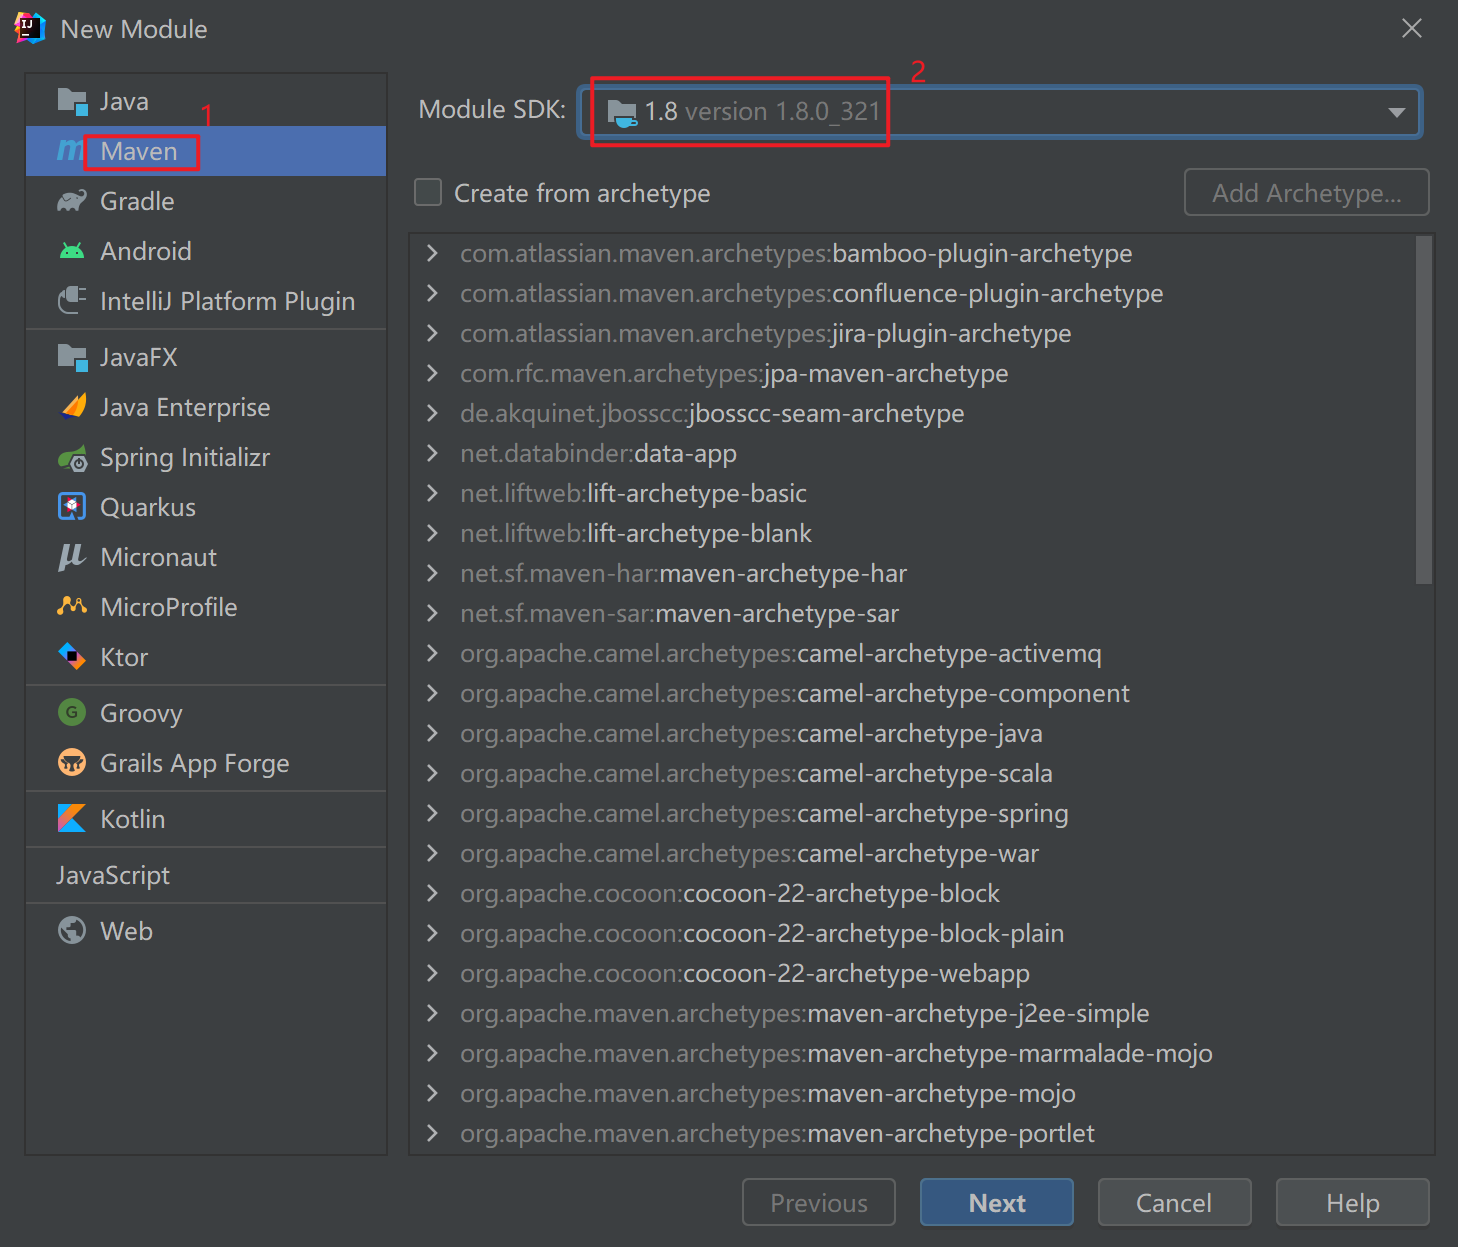 New Module
Java
1
Maven
Gradle
Android
IntelliJ Platform Plugin
JavaFX
Java Enterprise
Spring Initializr
Quarkus
Micronaut
MicroProfile
Ktor
Groovy
Grails App Forge
Kotlin
JavaScript
Web
2
Module SDK: 1.8 version 1.8.0_321
Create from archetype
Add Archetype...
com.atlassian.maven.archetypes:bamboo-plugin-archetype
com.atlassian.maven.archetypes:confluence-plugin-archetype
com.atlassian.maven.archetypes:jira-plugin-archetype
com.rfc.maven.archetypes:jpa-maven-archetype
de.akquinet.jbosscc:jbosscc-seam-archetype
net.databinder:data-app
net.liftweb:lift-archetype-basic
net.liftweb:lift-archetype-blank
net.sf.maven-har:maven-archetype-har
net.sf.maven-sar:maven-archetype-sar
org.apache.camel.archetypes:camel-archetype-activemq
org.apache.camel.archetypes:camel-archetype-component
org.apache.camel.archetypes:camel-archetype-java
org.apache.camel.archetypes:camel-archetype-scala
org.apache.camel.archetypes:camel-archetype-spring
org.apache.camel.archetypes:camel-archetype-war
org.apache.cocoon:cocoon-22-archetype-block
org.apache.cocoon:cocoon-22-archetype-block-plain
org.apache.cocoon:cocoon-22-archetype-webapp
org.apache.maven.archetypes:maven-archetype-j2ee-simple
org.apache.maven.archetypes:maven-archetype-marmalade-mojo
org.apache.maven.archetypes:maven-archetype-mojo
org.apache.maven.archetypes:maven-archetype-portlet
Previous
Next
Cancel
Help